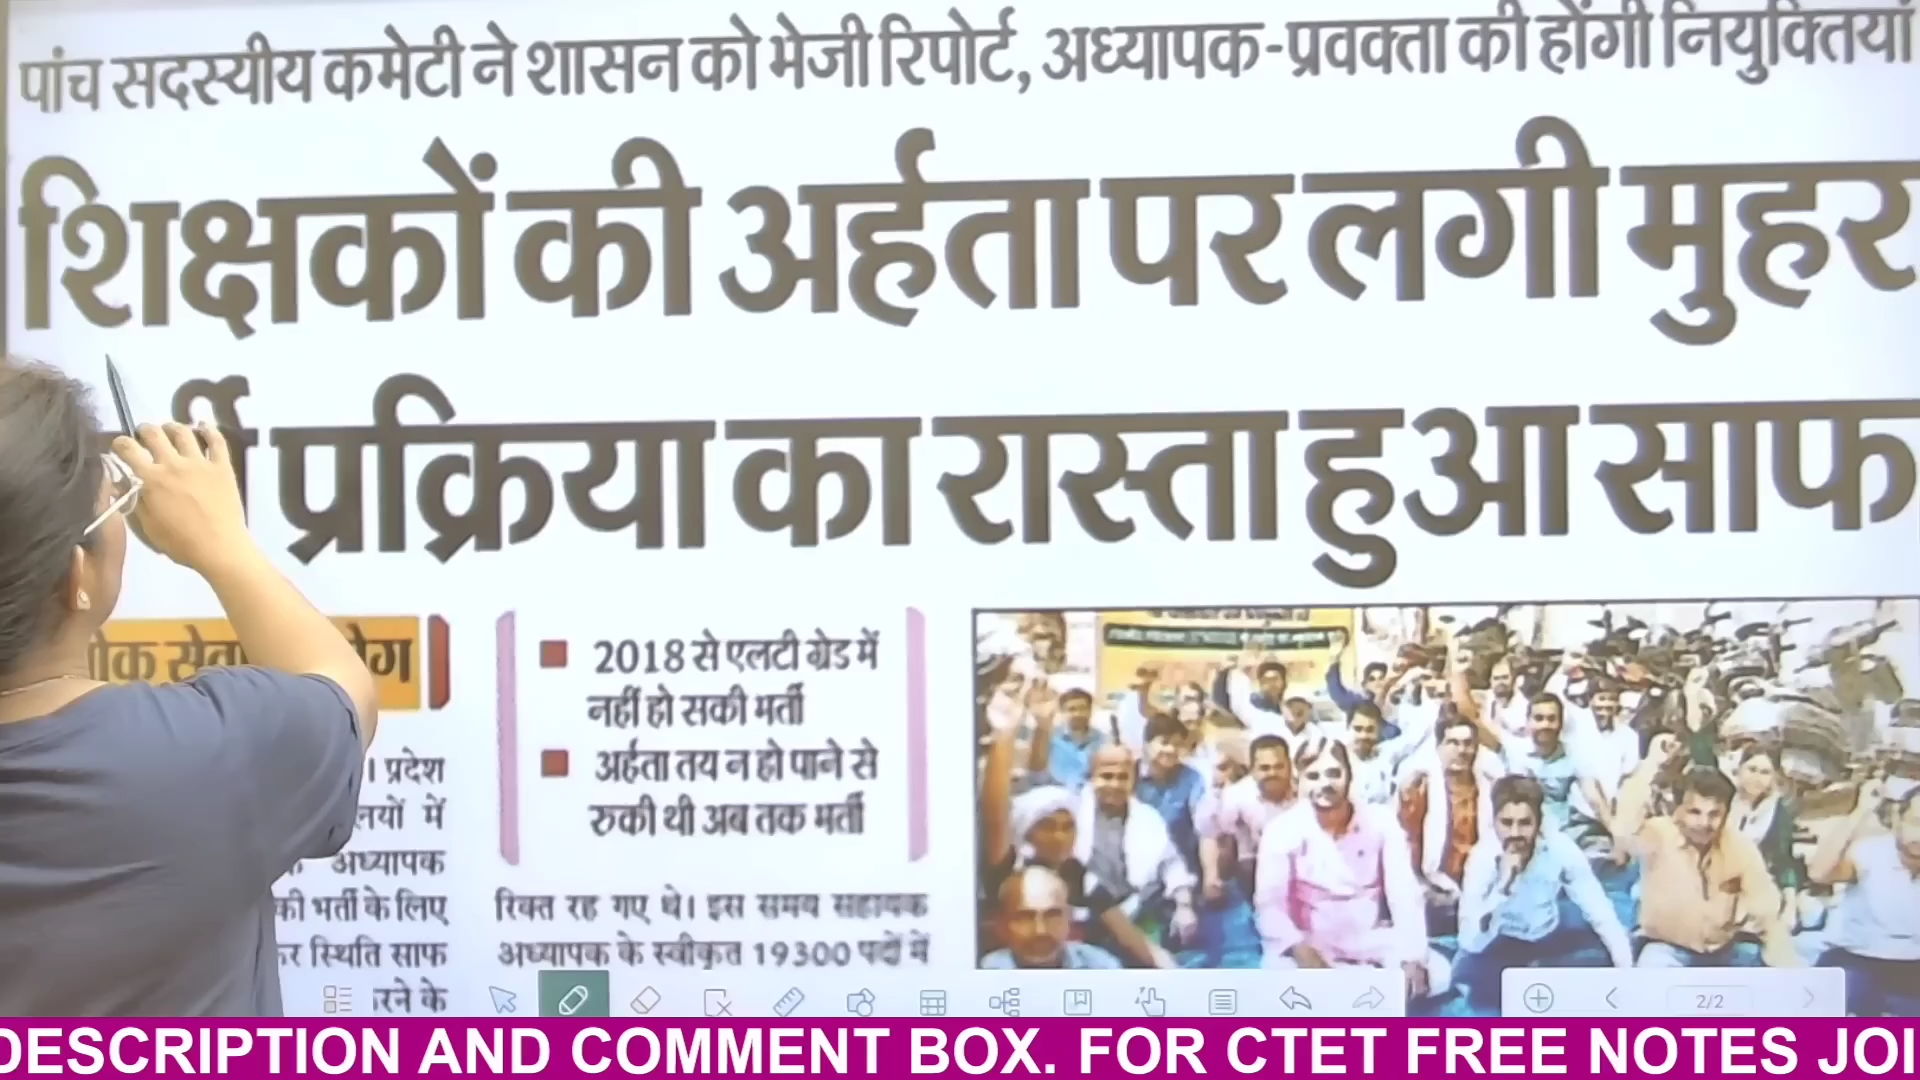 पांच सदस्यीय कमेटी ने शासन को भेजी रिपोर्ट, अध्यापक-प्रवक्ता की होंगी नियुक्तियां
शिक्षकों की अर्हता पर लगी मुहर
प्रक्रिया का रास्ता हुआ साफ
2018 से एलटी ग्रेड में
नहीं हो सकी भर्ती
अर्हता तय न हो पाने से
रुकी थी अब तक भर्ती
। प्रदेश
में
अध्यापक
की भर्ती के लिए
स्थिति साफ
के
रिक्त रह गए थे। इस समय सहायक
अध्यापक के स्वीकृत 19300 पदों में
2/2
DESCRIPTION AND COMMENT BOX. FOR CTET FREE NOTES JOI